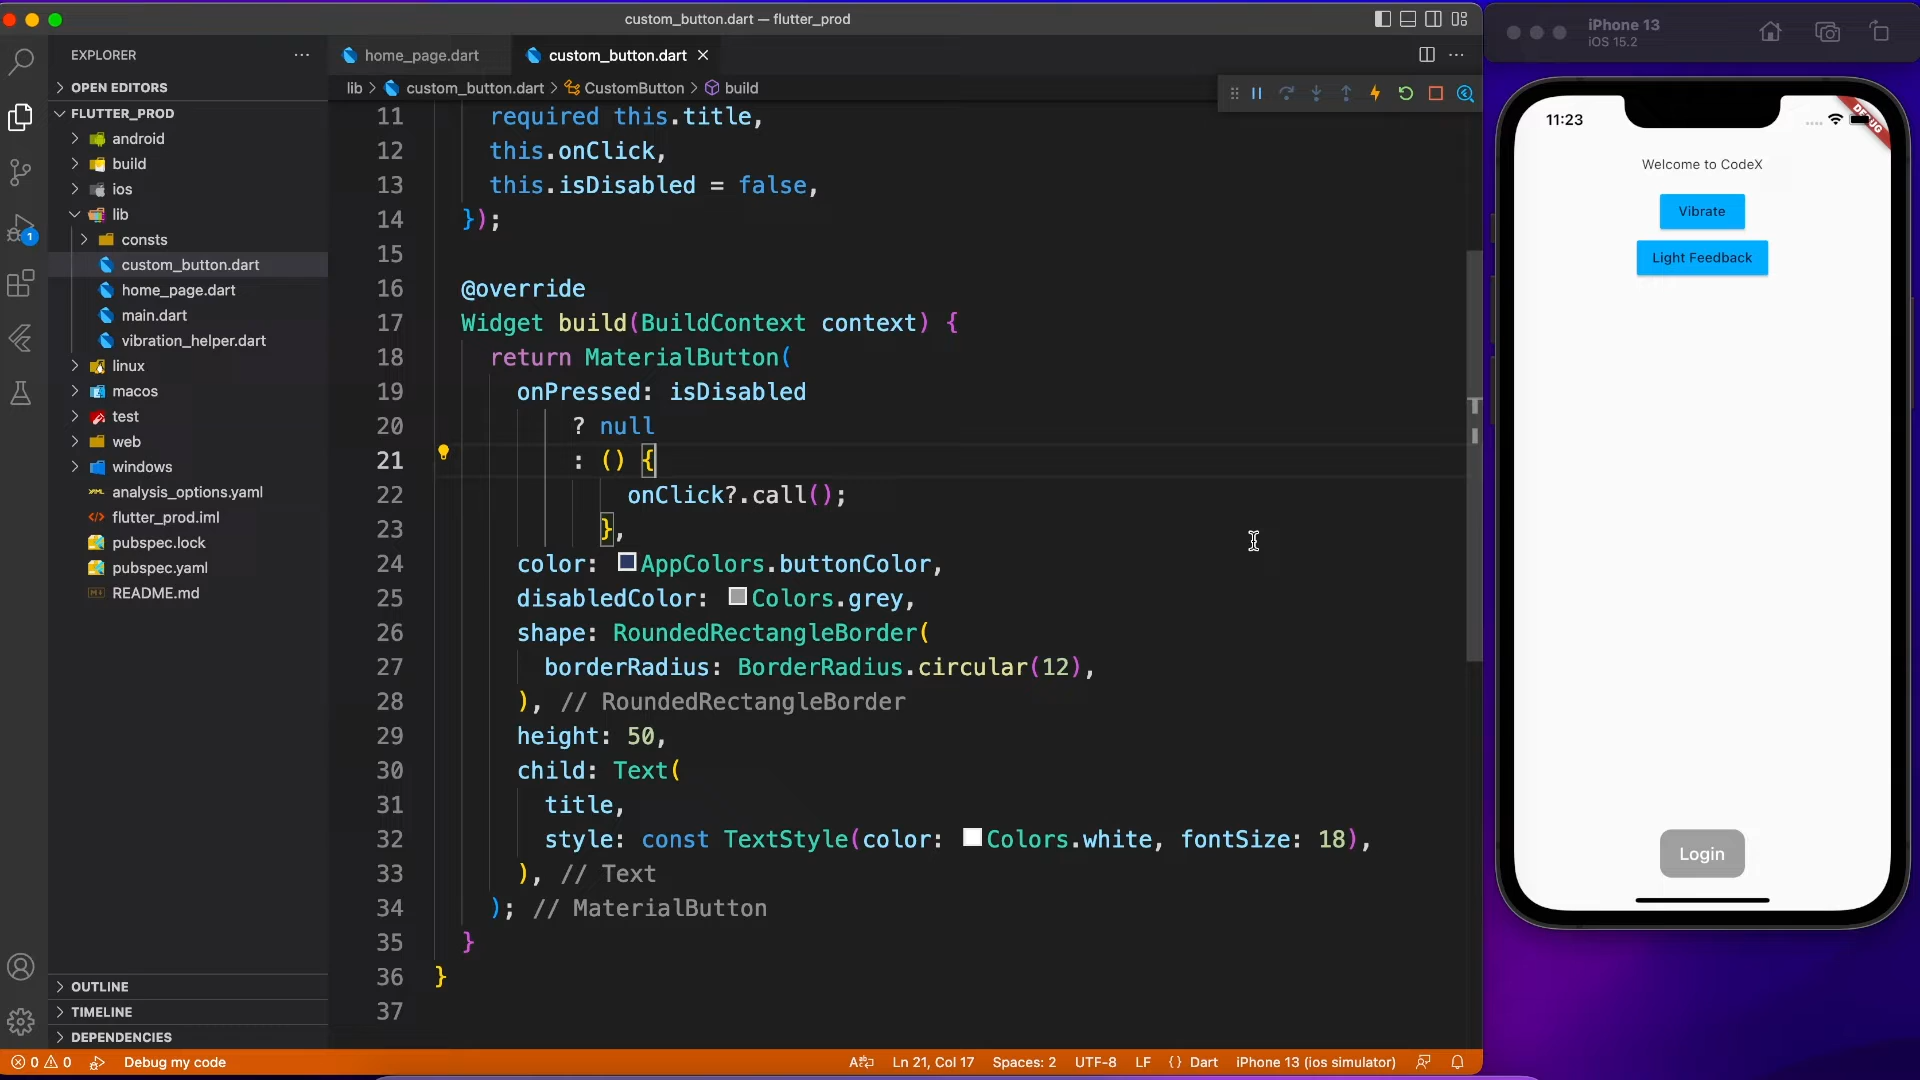 custom_button.dart — flutter_prod
EXPLORER
OPEN EDITORS
FLUTTER_PROD
android
build
ios
lib
consts
custom_button.dart
home_page.dart
main.dart
vibration_helper.dart
linux
macos
test
web
windows
analysis_options.yaml
flutter_prod.iml
pubspec.lock
pubspec.yaml
README.md
OUTLINE
TIMELINE
DEPENDENCIES
1
home_page.dart
custom_button.dart
lib > custom_button.dart > CustomButton > build
11 required this.title,
12 this.onClick,
13 this.isDisabled = false,
14 });
15
16 @override
17 Widget build(BuildContext context) {
18 return MaterialButton(
19 onPressed: isDisabled
20 ? null
21 : () {
22 onClick?.call();
23 },
24 color: AppColors.buttonColor,
25 disabledColor: Colors.grey,
26 shape: RoundedRectangleBorder(
27 borderRadius: BorderRadius.circular(12),
28 ), // RoundedRectangleBorder
29 height: 50,
30 child: Text(
31 title,
32 style: const TextStyle(color: Colors.white, fontSize: 18),
33 ), // Text
34 ); // MaterialButton
35 }
36 }
37
0 0 Debug my code Ln 21, Col 17 Spaces: 2 UTF-8 LF {} Dart iPhone 13 (ios simulator)
iPhone 13
iOS 15.2
11:23
DEBUG
Welcome to CodeX
Vibrate
Light Feedback
Login